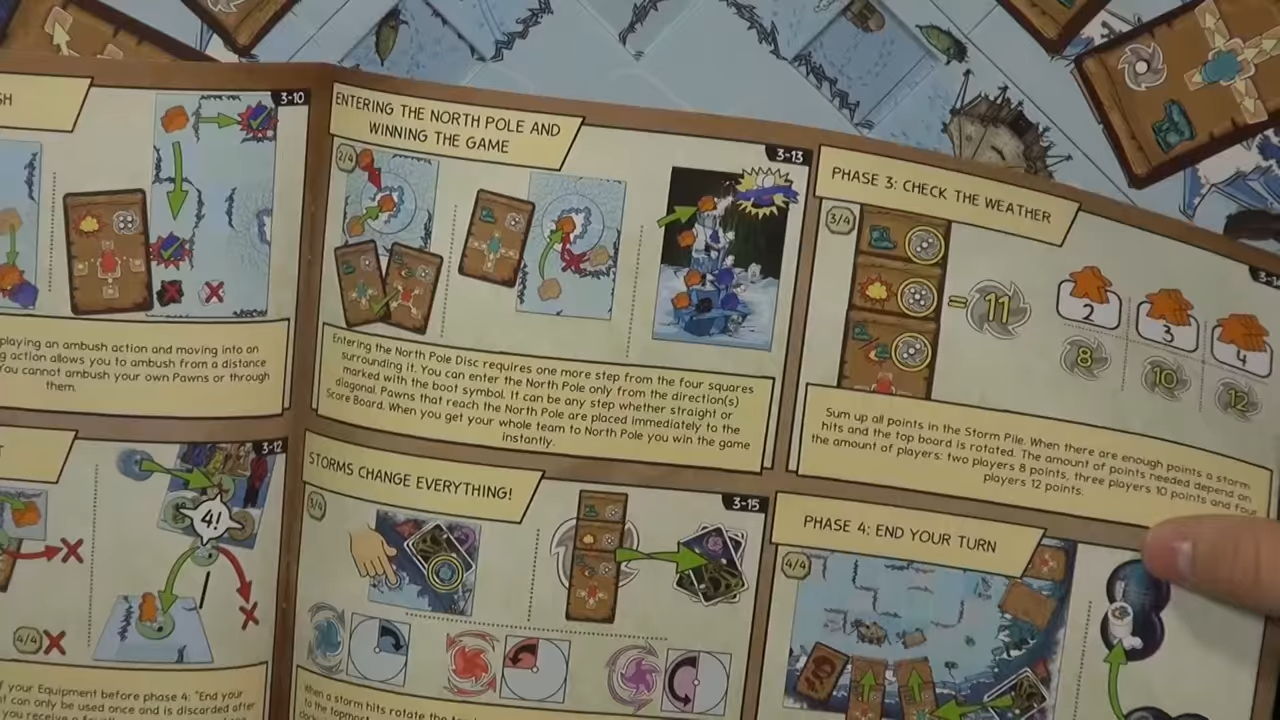 SH
3-10
playing an ambush action and moving into an
g action allows you to ambush from a distance
You cannot ambush your own Pawns or through
them.
ENTERING THE NORTH POLE AND
WINNING THE GAME
3-13
2/4
Entering the North Pole Disc requires one more step from the four squares
surrounding it. You can enter the North Pole only from the direction(s)
marked with the boot symbol. It can be any step whether straight or
diagonal. Pawns that reach the North Pole are placed immediately to the
Score Board. When you get your whole team to North Pole you win the game
instantly.
PHASE 3: CHECK THE WEATHER
3/4
= 11
2
3
4
8
10
12
Sum up all points in the Storm Pile. When there are enough points a storm
hits and the top board is rotated. The amount of points needed depend on
the amount of players: two players 8 points, three players 10 points and four
players 12 points.
T
3-12
4!
4/4
f your Equipment before phase 4: "End your
t can only be used once and is discarded after
STORMS CHANGE EVERYTHING!
3-15
3/4
When a storm hits rotate the
to the topmost
PHASE 4: END YOUR TURN
4/4